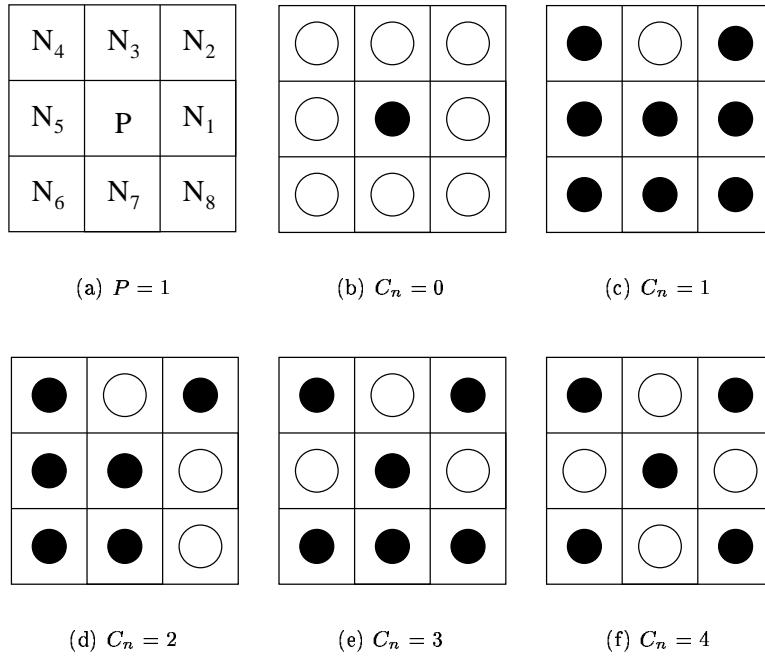 N₄ N₃ N₂
N₅ P N₁
N₆ N₇ N₈
(a) P = 1
(b) Cₙ = 0
(c) Cₙ = 1
(d) Cₙ = 2
(e) Cₙ = 3
(f) Cₙ = 4